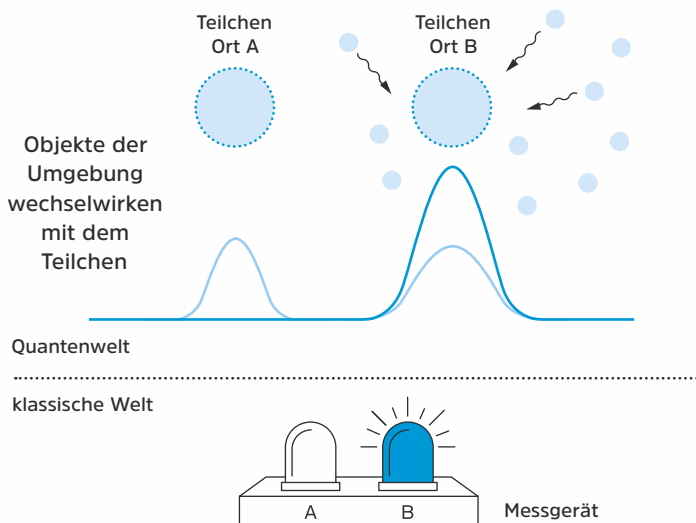 Teilchen
Ort A
Teilchen
Ort B
Objekte der
Umgebung
wechselwirken
mit dem
Teilchen
Quantenwelt
klassische Welt
A
B
Messgerät